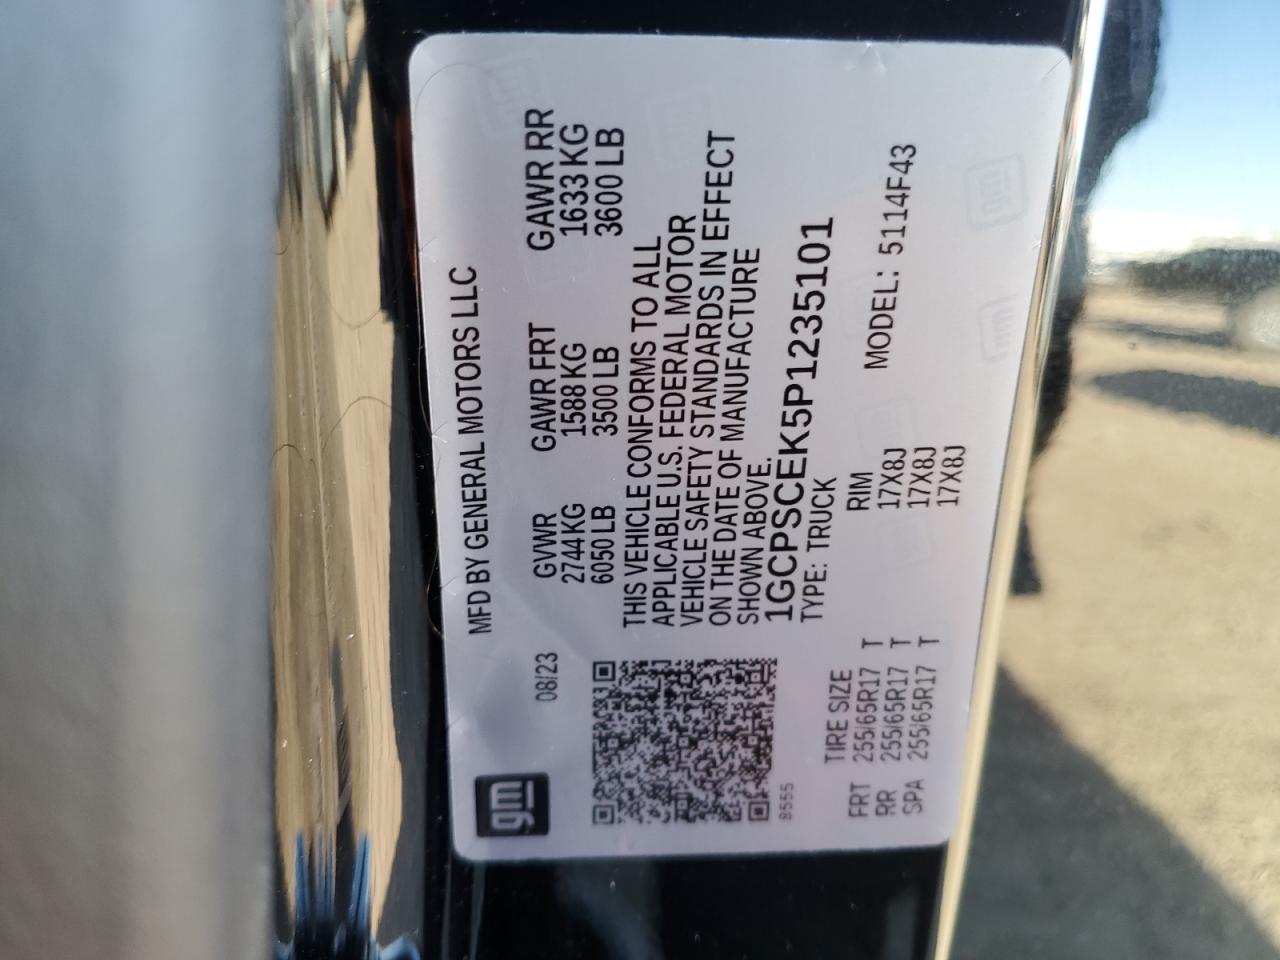 gm
MFD BY GENERAL MOTORS LLC
08/23
GVWR GAWR FRT GAWR RR
2744 KG 1588 KG 1633 KG
6050 LB 3500 LB 3600 LB
THIS VEHICLE CONFORMS TO ALL
APPLICABLE U.S. FEDERAL MOTOR
VEHICLE SAFETY STANDARDS IN EFFECT
ON THE DATE OF MANUFACTURE
SHOWN ABOVE.
1GCPSCEK5P1235101
TYPE: TRUCK
8555
MODEL: 5114F43
TIRE SIZE RIM
FRT 255/65R17 T 17X8J
RR 255/65R17 T 17X8J
SPA 255/65R17 T 17X8J